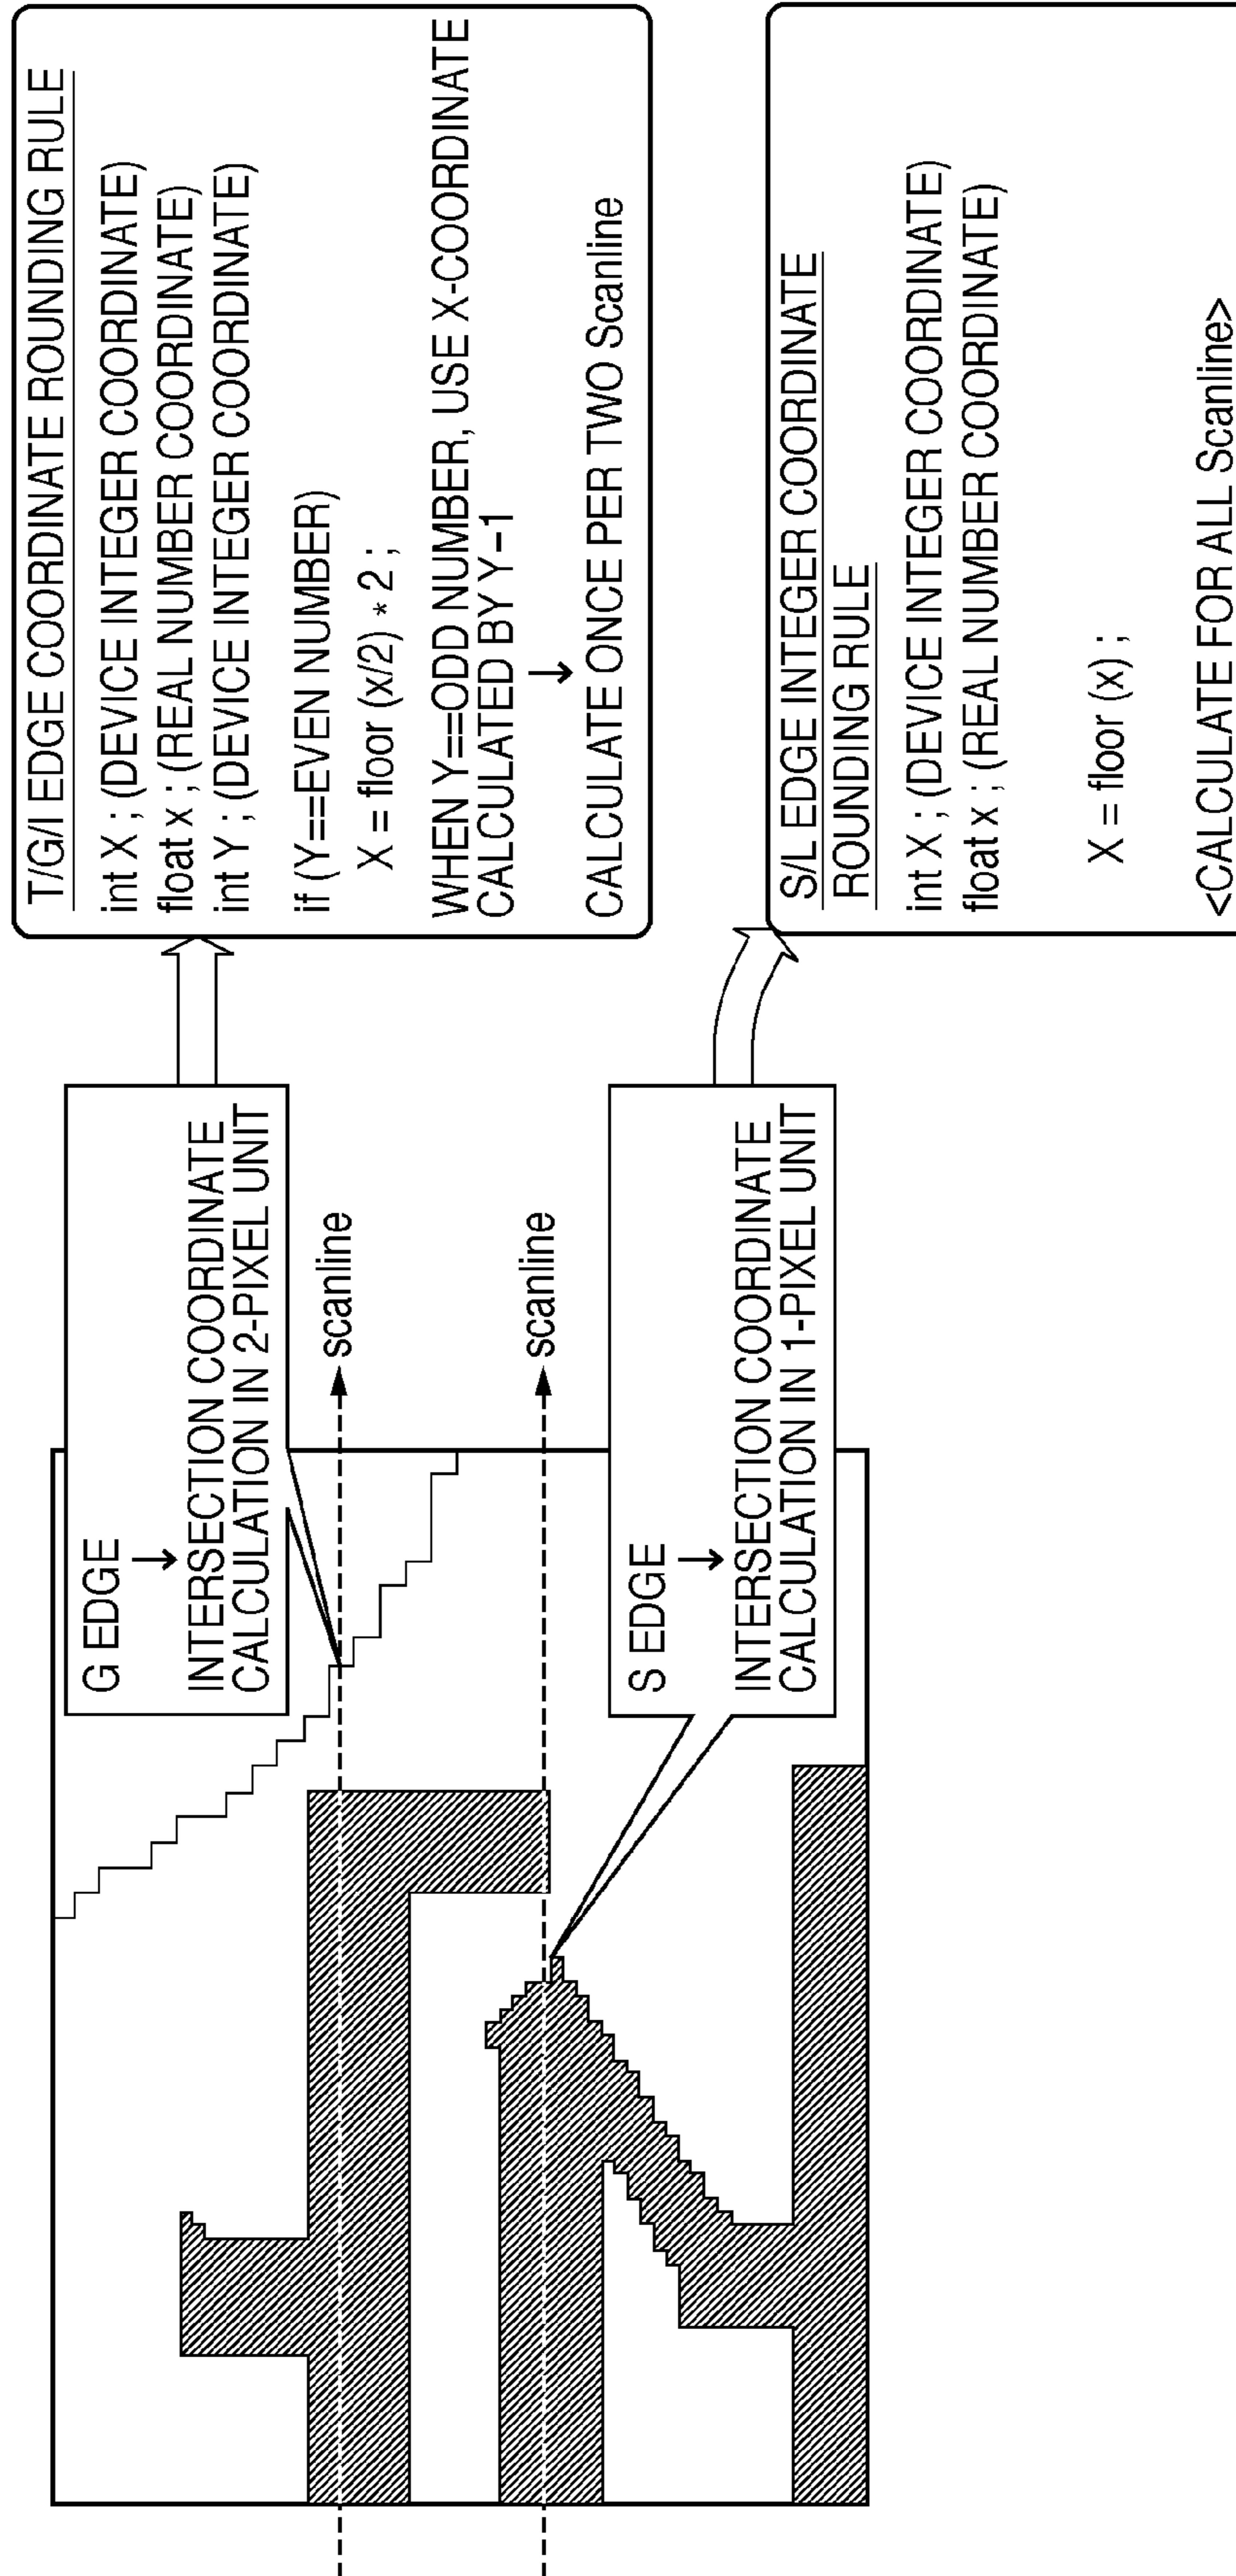 G EDGE
↓
INTERSECTION COORDINATE
CALCULATION IN 2-PIXEL UNIT
scanline
scanline
S EDGE
↓
INTERSECTION COORDINATE
CALCULATION IN 1-PIXEL UNIT
T/G/I EDGE COORDINATE ROUNDING RULE
int X ; (DEVICE INTEGER COORDINATE)
float x ; (REAL NUMBER COORDINATE)
int Y ; (DEVICE INTEGER COORDINATE)
if (Y==EVEN NUMBER)
X = floor (x/2) * 2 ;
WHEN Y==ODD NUMBER, USE X-COORDINATE
CALCULATED BY Y-1
↓
CALCULATE ONCE PER TWO Scanline
S/L EDGE INTEGER COORDINATE
ROUNDING RULE
int X ; (DEVICE INTEGER COORDINATE)
float x ; (REAL NUMBER COORDINATE)
X = floor (x) ;
<CALCULATE FOR ALL Scanline>